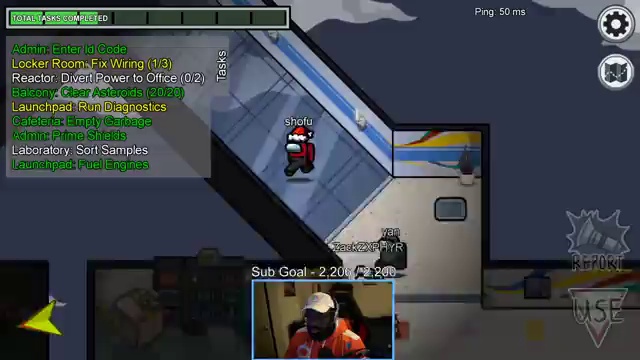 TOTAL TASKS COMPLETED
Ping: 50 ms
Admin: Enter Id Code
Locker Room: Fix Wiring (1/3)
Reactor: Divert Power to Office (0/2)
Balcony: Clear Asteroids (20/20)
Launchpad: Run Diagnostics
Cafeteria: Empty Garbage
Admin: Prime Shields
Laboratory: Sort Samples
Launchpad: Fuel Engines
Tasks
shofu
yan
ZackZXPHYR
REPORT
Sub Goal - 2,206 / 2,200
USE